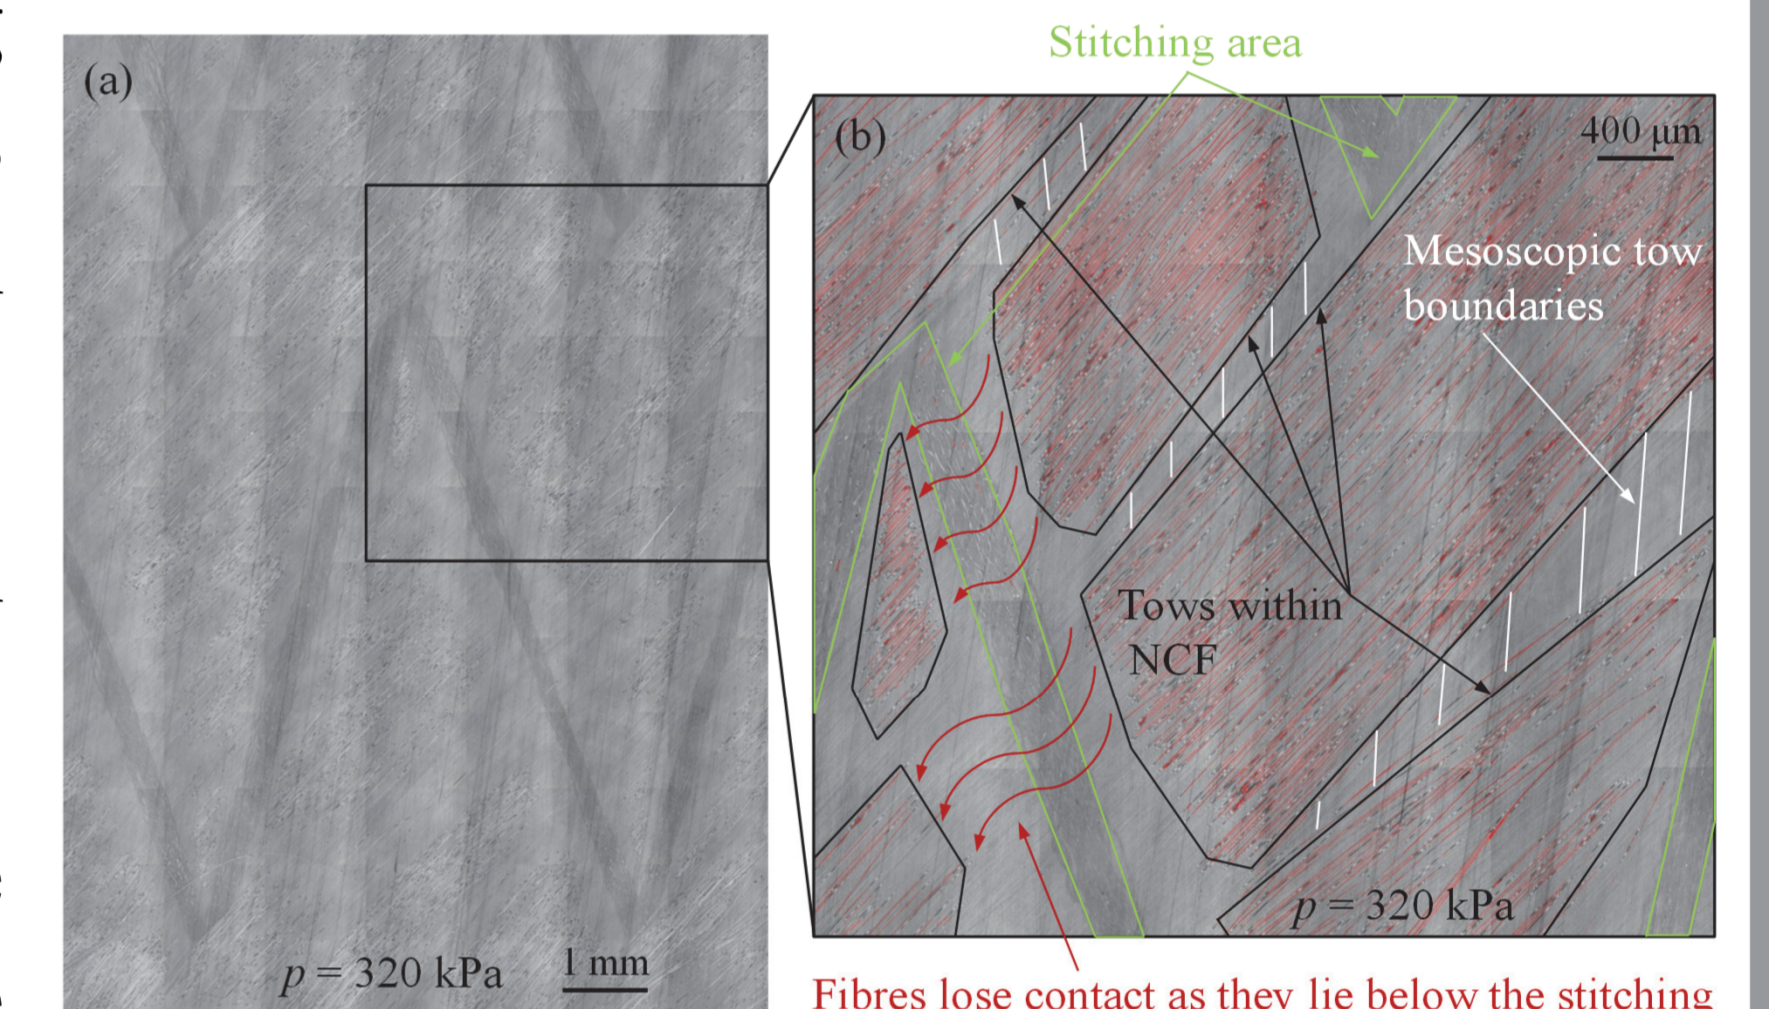 (a)
p = 320 kPa
1 mm
Stitching area
(b)
400 μm
Mesoscopic tow
boundaries
Tows within
NCF
p = 320 kPa
Fibres lose contact as they lie below the stitching